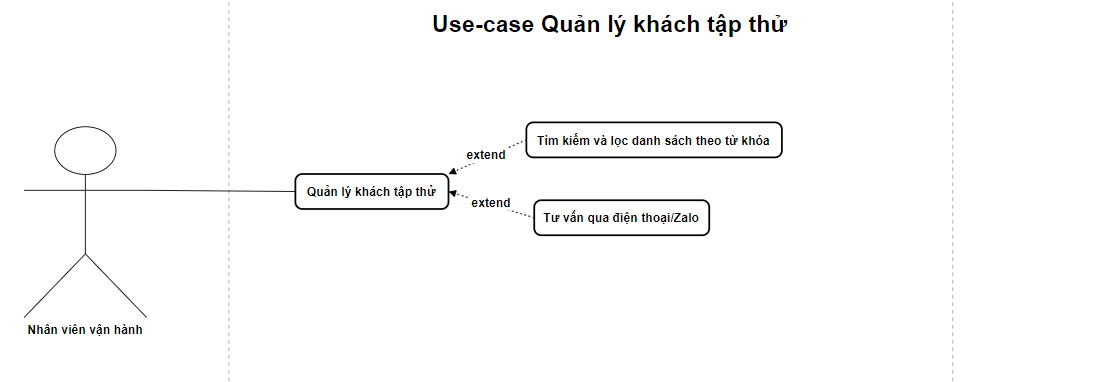 Use-case Quản lý khách tập thử
Tìm kiếm và lọc danh sách theo từ khóa
extend
Quản lý khách tập thử
extend
Tư vấn qua điện thoại/Zalo
Nhân viên vận hành